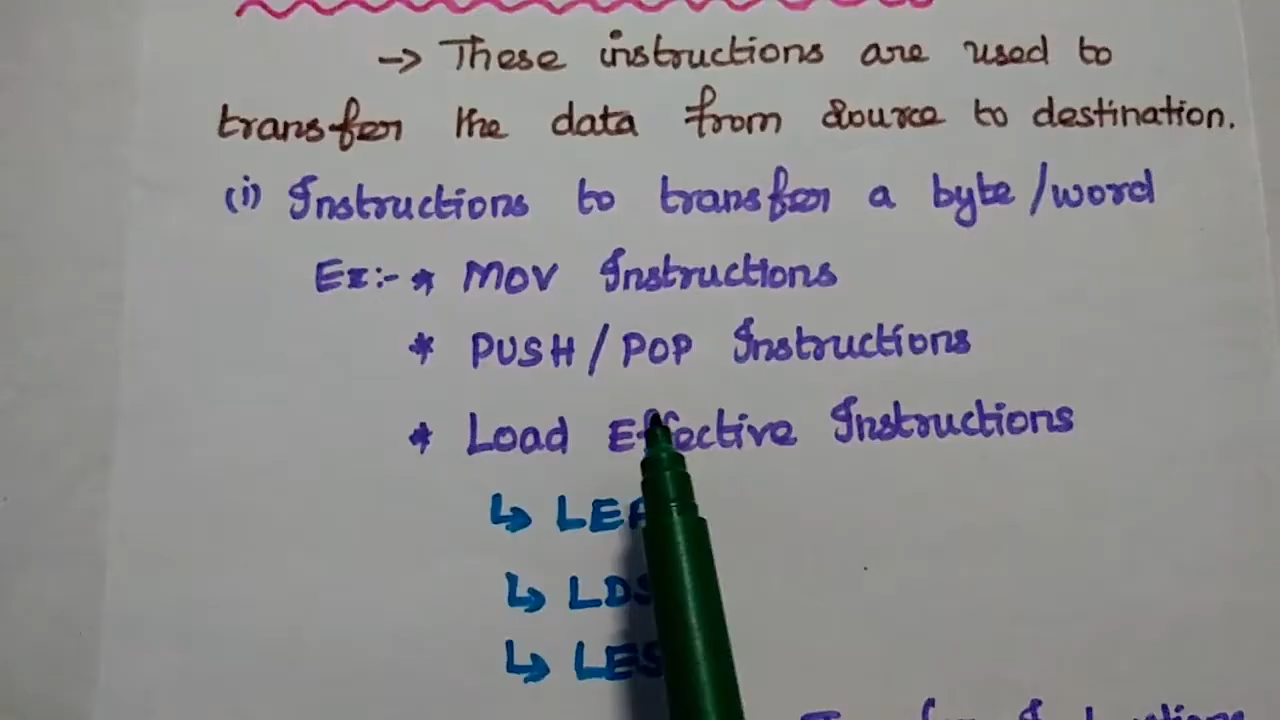 → These instructions are used to
transfer the data from source to destination.
(i) Instructions to transfer a byte/word
Ex:- * MOV Instructions
* PUSH/POP Instructions
* Load Effective Instructions
↳ LEA
↳ LDS
↳ LES